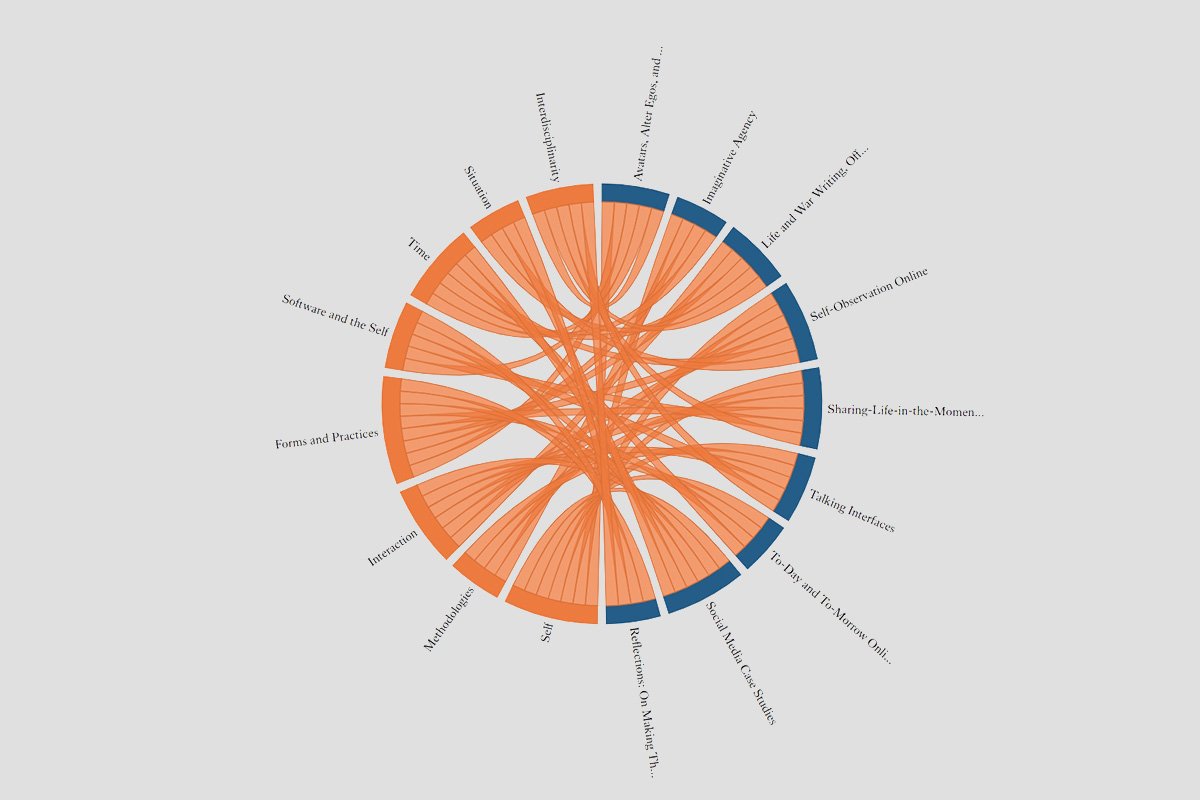 Avatars, Alter Egos, and ...
Imaginative Agency
Life and War Writing, Off...
Self-Observation Online
Sharing-Life-in-the-Momen...
Talking Interfaces
To-Day and To-Morrow Onli...
Social Media Case Studies
Reflections: On Making Th...
Self
Methodologies
Interaction
Forms and Practices
Software and the Self
Time
Situation
Interdisciplinarity